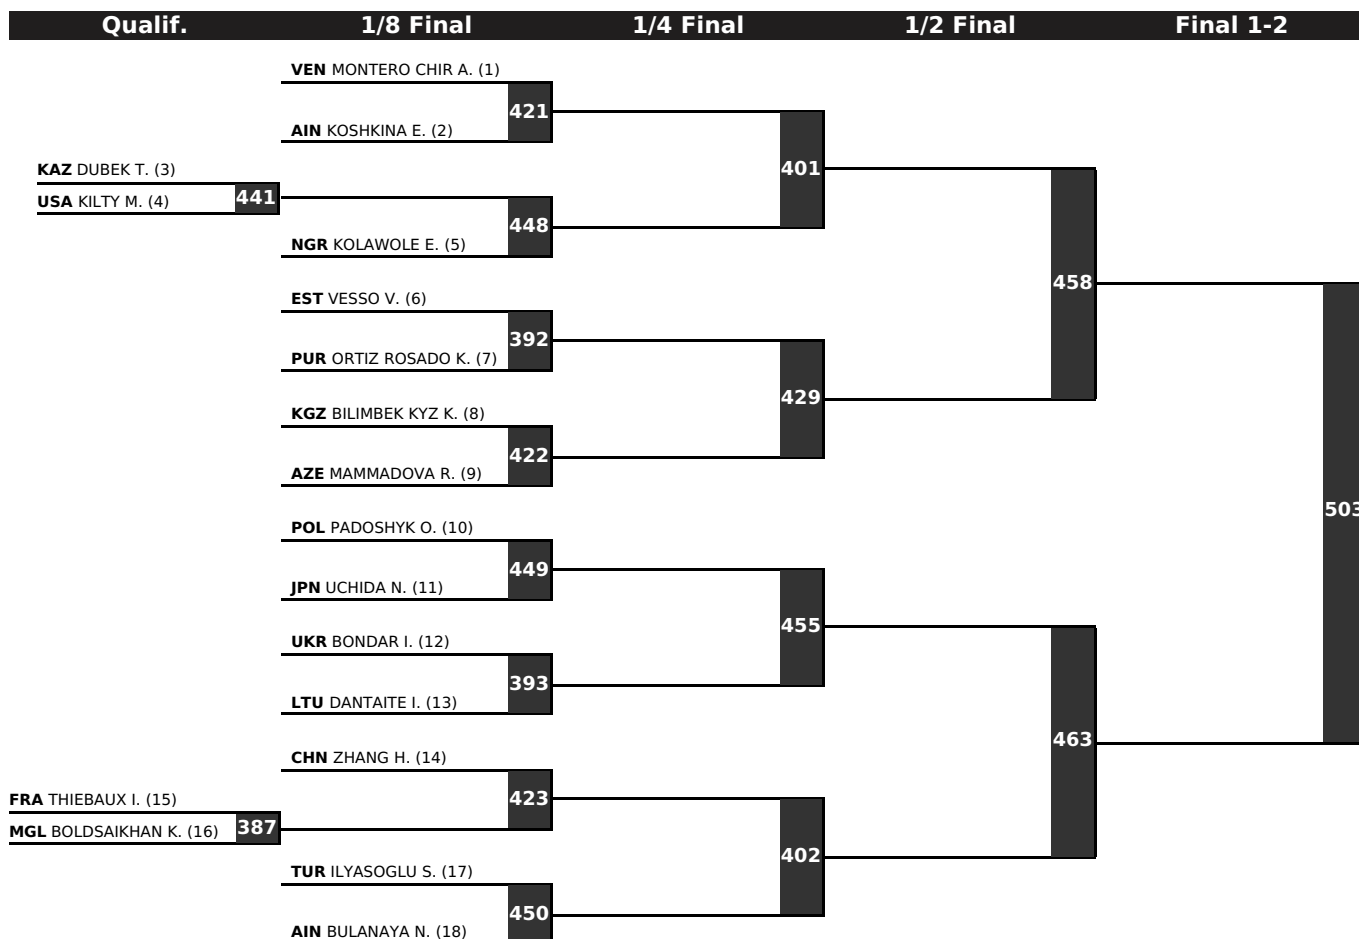 Qualif. 1/8 Final 1/4 Final 1/2 Final Final 1-2
VEN MONTERO CHIR A. (1)
421
AIN KOSHKINA E. (2)
401
KAZ DUBEK T. (3)
USA KILTY M. (4) 441
448
NGR KOLAWOLE E. (5)
458
EST VESSO V. (6)
392
PUR ORTIZ ROSADO K. (7)
429
KGZ BILIMBEK KYZ K. (8)
422
AZE MAMMADOVA R. (9)
503
POL PADOSHYK O. (10)
449
JPN UCHIDA N. (11)
455
UKR BONDAR I. (12)
393
LTU DANTAITE I. (13)
463
CHN ZHANG H. (14)
423
FRA THIEBAUX I. (15)
MGL BOLDSAIKHAN K. (16) 387
402
TUR ILYASOGLU S. (17)
450
AIN BULANAYA N. (18)